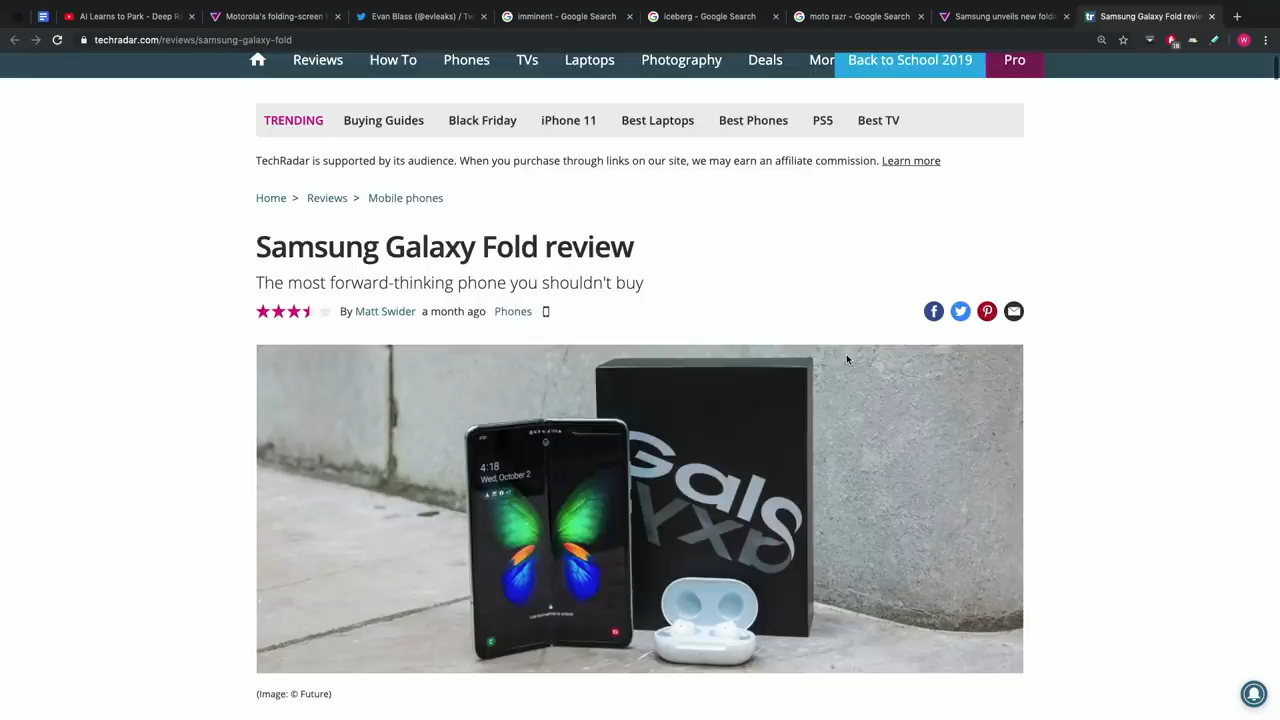 AI Learns to Park - Deep R
Motorola's folding-screen
Evan Blass (@evleaks) / Tw
imminent - Google Search
iceberg - Google Search
moto razr - Google Search
Samsung unveils new folda
Samsung Galaxy Fold revie
techradar.com/reviews/samsung-galaxy-fold
18
W
Reviews How To Phones TVs Laptops Photography Deals Mor Back to School 2019 Pro
TRENDING Buying Guides Black Friday iPhone 11 Best Laptops Best Phones PS5 Best TV
TechRadar is supported by its audience. When you purchase through links on our site, we may earn an affiliate commission. Learn more
Home > Reviews > Mobile phones
Samsung Galaxy Fold review
The most forward-thinking phone you shouldn't buy
By Matt Swider a month ago Phones
4:18
Wed, October 2
Gala
(Image: © Future)